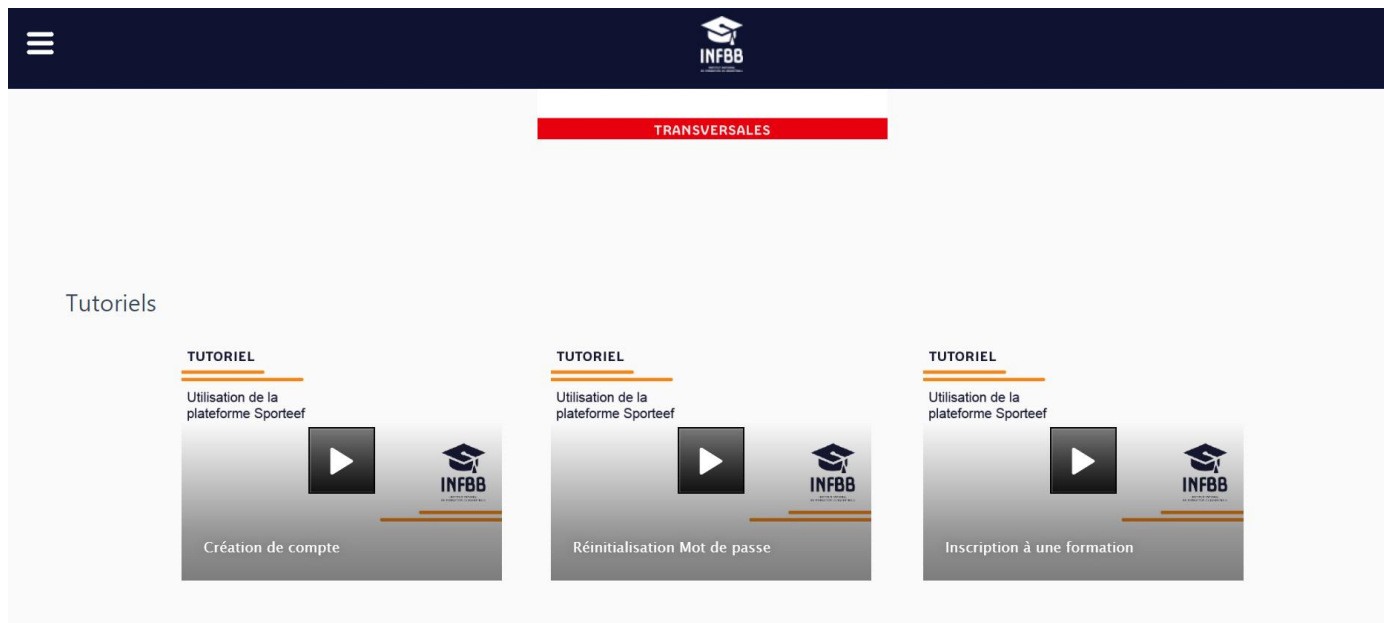 INFBB
TRANSVERSALES
Tutoriels
TUTORIEL
Utilisation de la
plateforme Sporteef
INFBB
Création de compte
TUTORIEL
Utilisation de la
plateforme Sporteef
INFBB
Réinitialisation Mot de passe
TUTORIEL
Utilisation de la
plateforme Sporteef
INFBB
Inscription à une formation